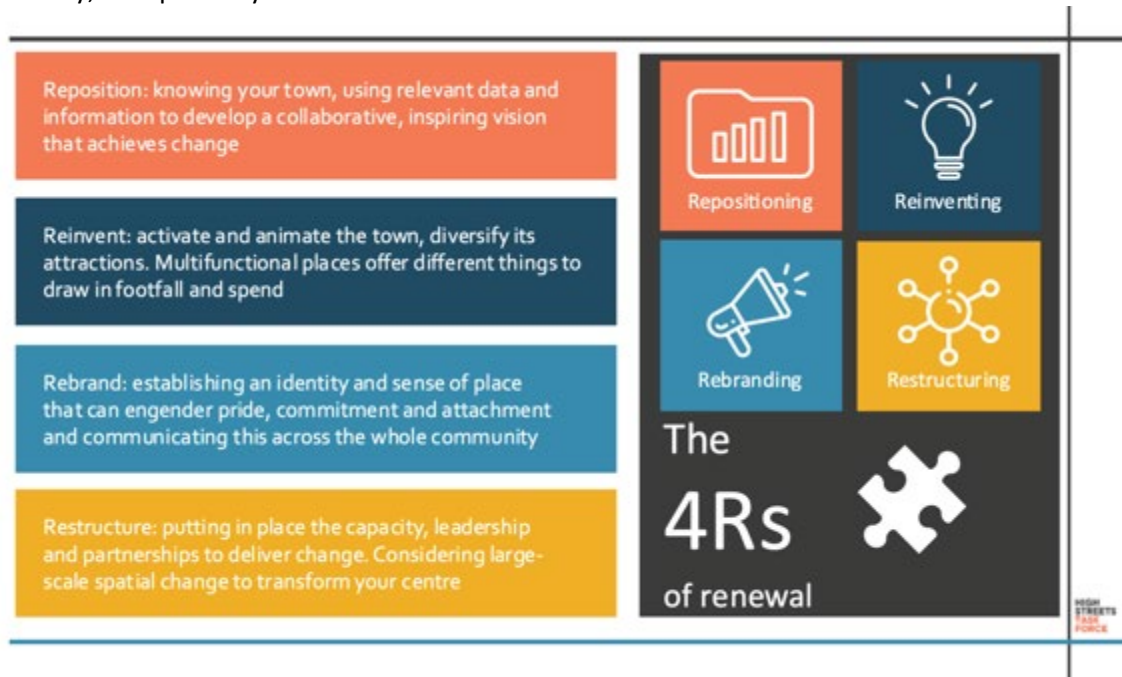 Reposition: knowing your town, using relevant data and
information to develop a collaborative, inspiring vision
that achieves change
Reinvent: activate and animate the town, diversify its
attractions. Multifunctional places offer different things to
draw in footfall and spend
Rebrand: establishing an identity and sense of place
that can engender pride, commitment and attachment
and communicating this across the whole community
Restructure: putting in place the capacity, leadership
and partnerships to deliver change. Considering large-
scale spatial change to transform your centre
Repositioning
Reinventing
Rebranding
Restructuring
The
4Rs
of renewal
HIGH
STREETS
TASK
FORCE